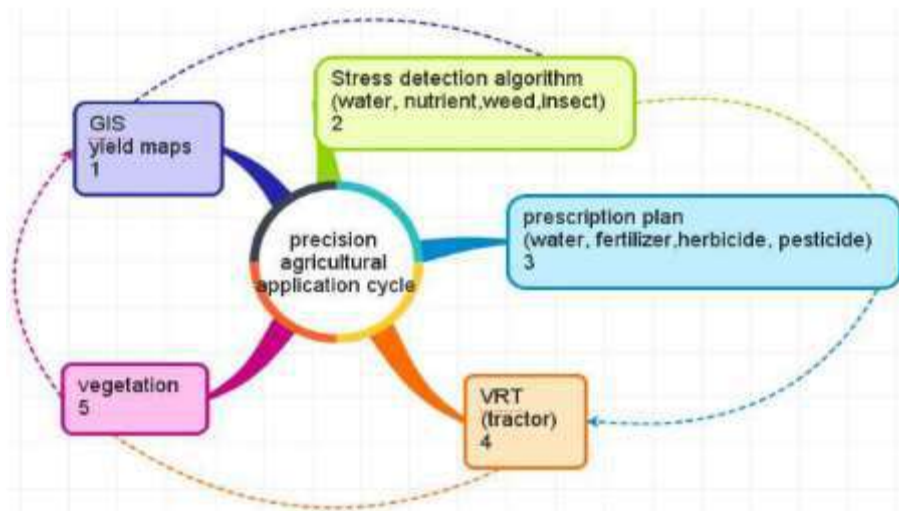 GIS
yield maps
1
Stress detection algorithm
(water, nutrient,weed,insect)
2
prescription plan
(water, fertilizer,herbicide, pesticide)
3
VRT
(tractor)
4
vegetation
5
precision
agricultural
application cycle